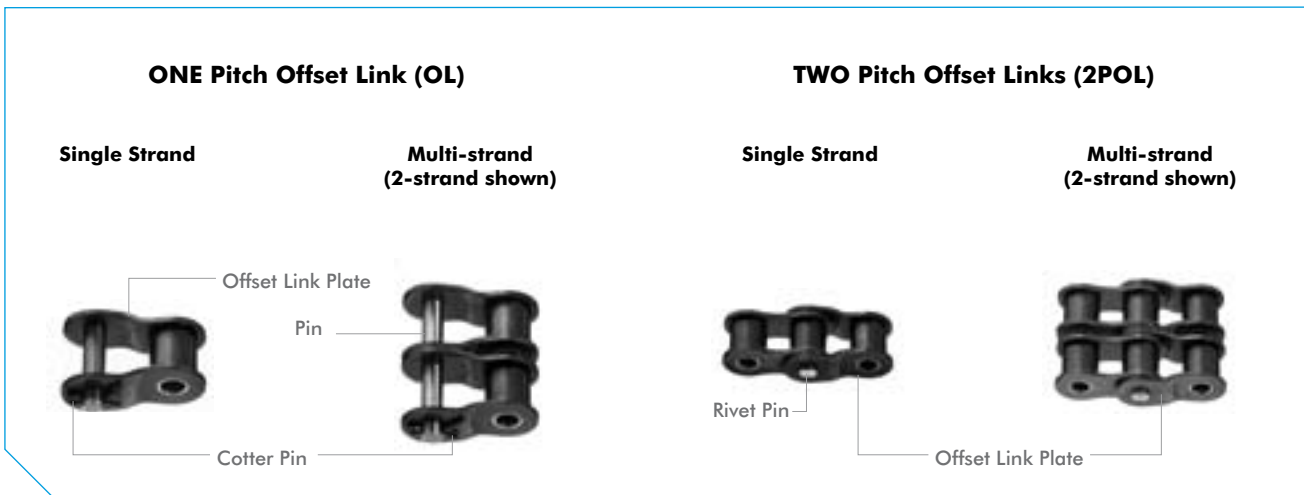 ONE Pitch Offset Link (OL)
TWO Pitch Offset Links (2POL)
Single Strand
Multi-strand
(2-strand shown)
Single Strand
Multi-strand
(2-strand shown)
Offset Link Plate
Pin
Cotter Pin
Rivet Pin
Offset Link Plate